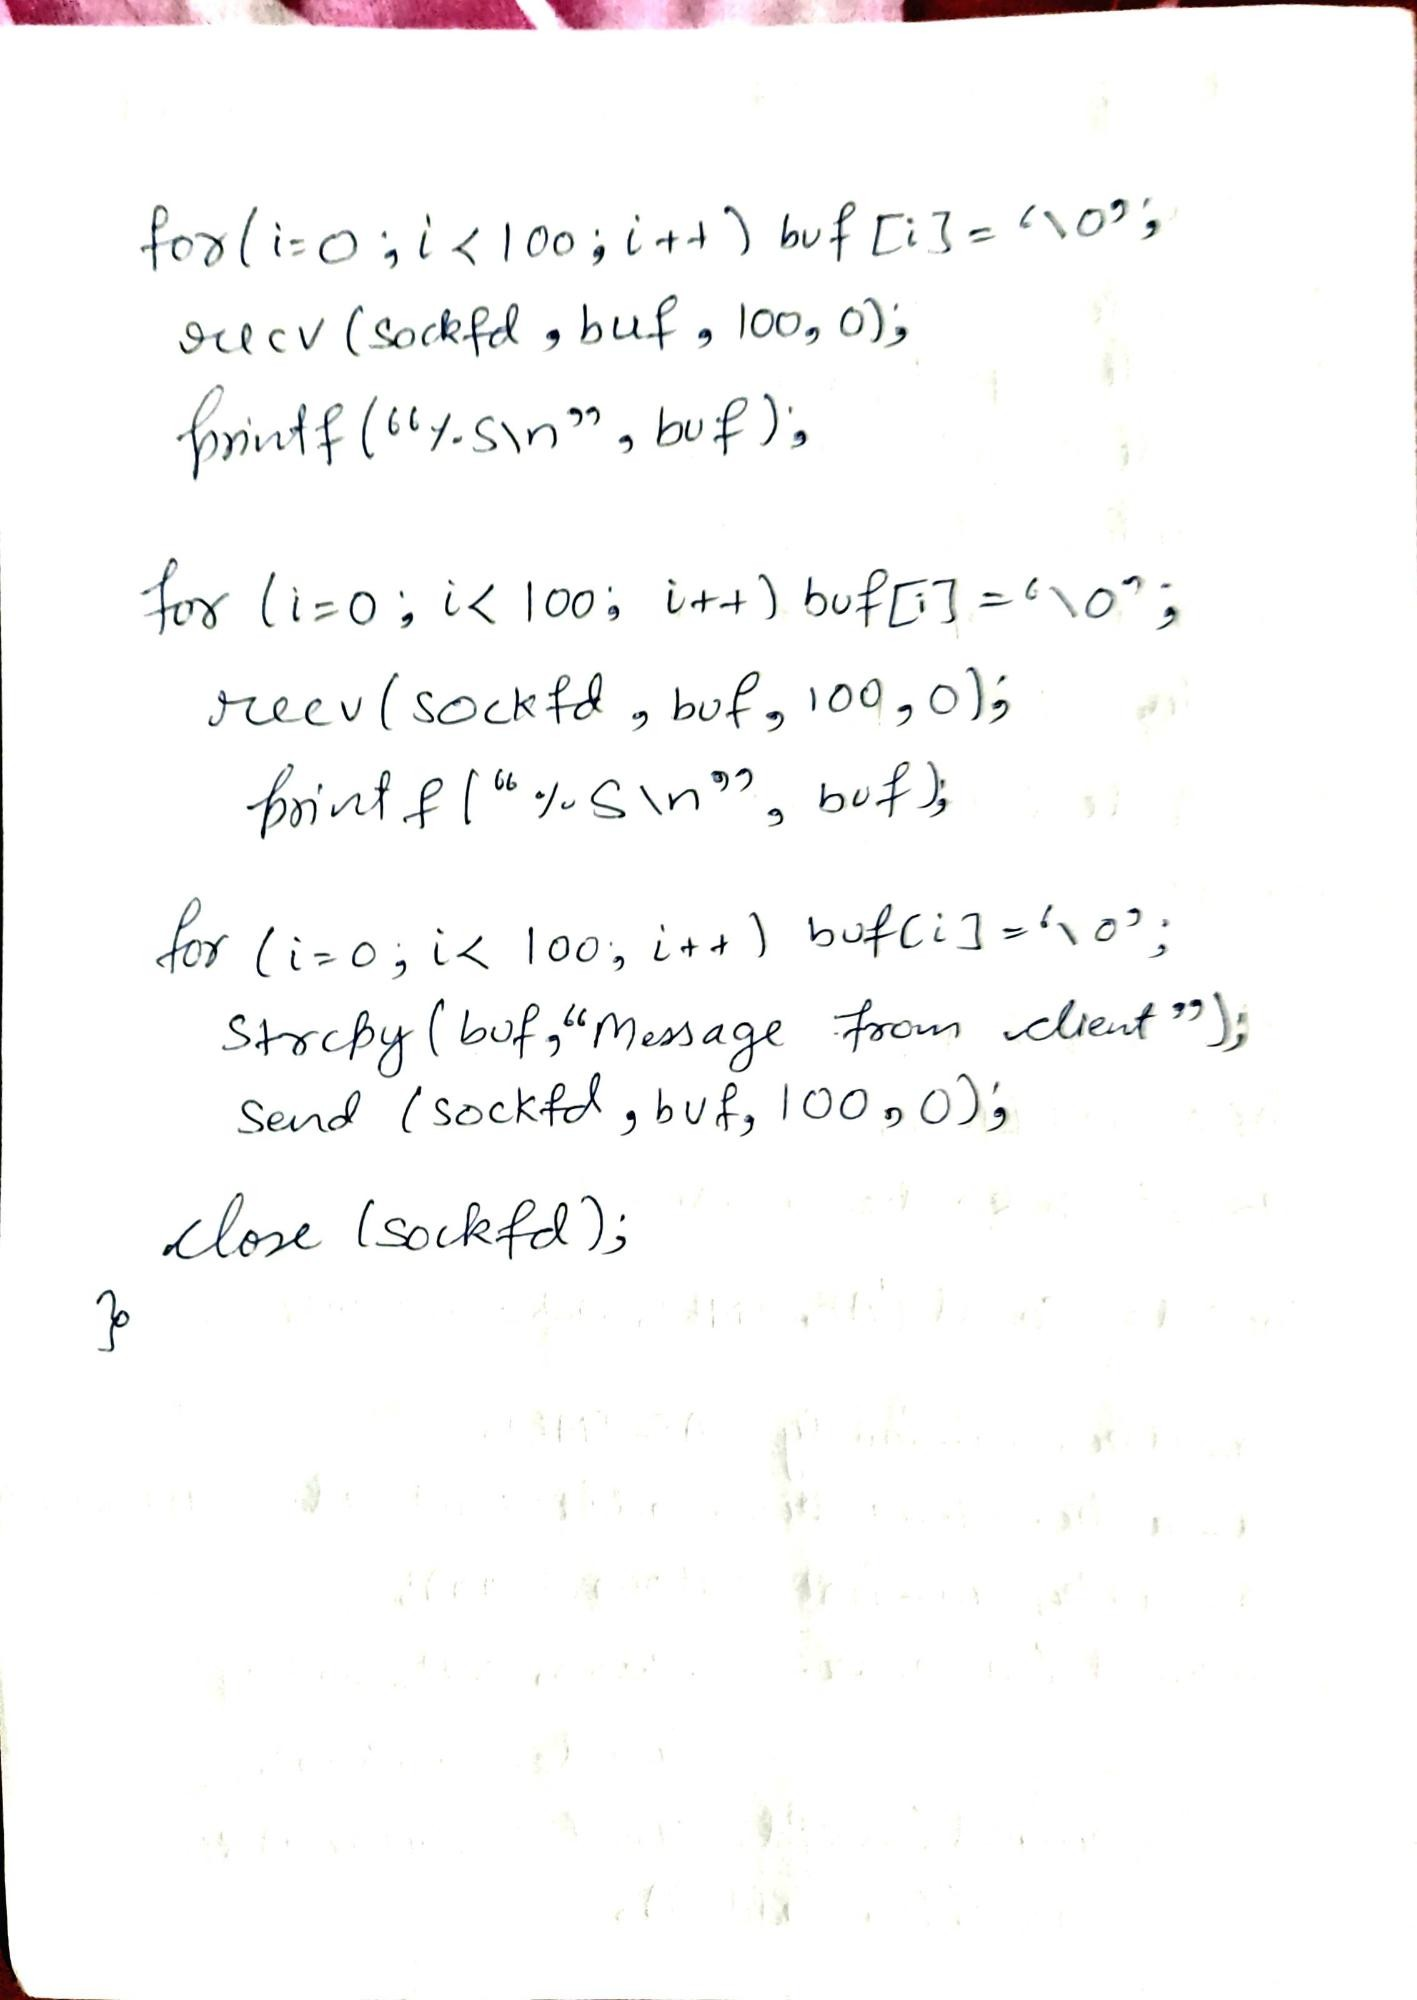 for(i=0; i<100; i++) buf[i]='\0';
recv(sockfd, buf, 100, 0);
printf("%s\n", buf);
for (i=0; i<100; i++) buf[i]='\0';
recv(sockfd, buf, 100, 0);
printf("%s\n", buf);
for (i=0; i< 100; i++) buf[i]='\0';
strcpy(buf, "Message from client");
send (sockfd, buf, 100, 0);
close (sockfd);
}